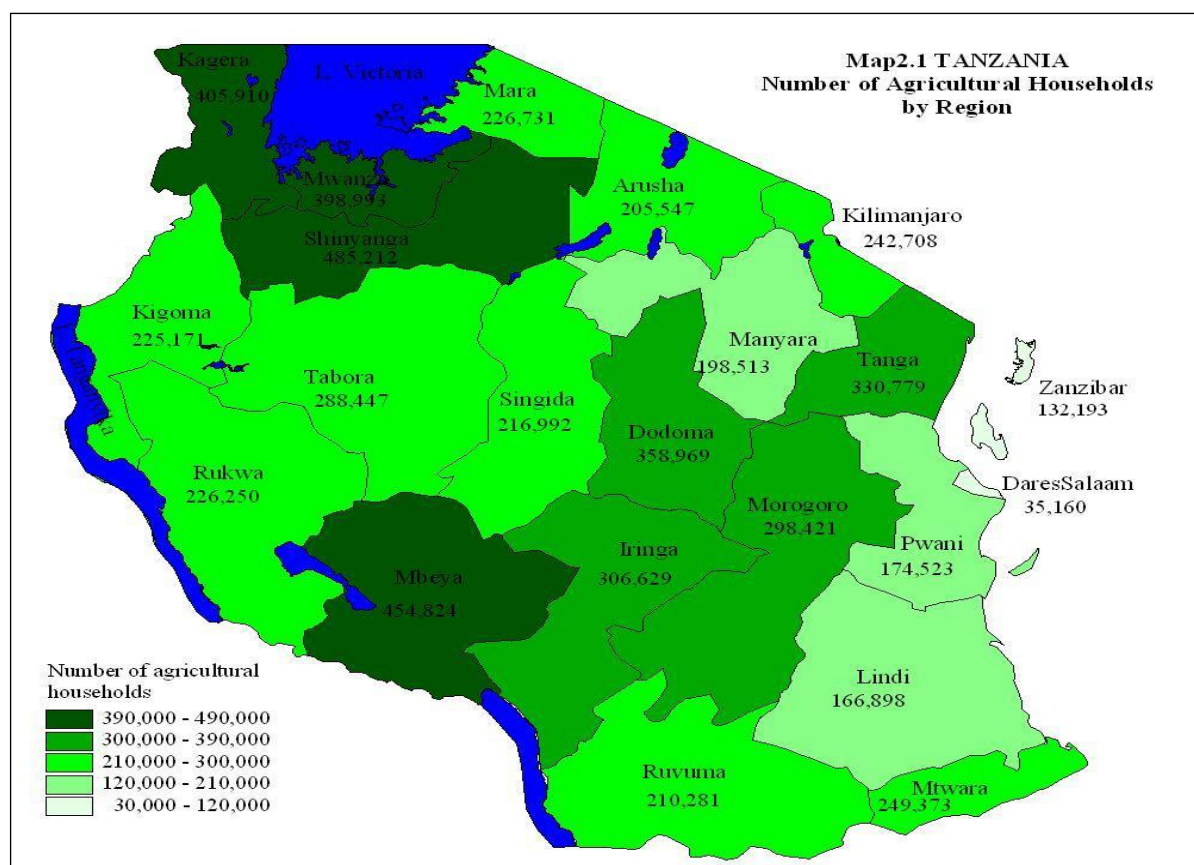 Map2.1 TANZANIA
Number of Agricultural Households
by Region
Kagera
405,910
L. Victoria
Mara
226,731
Mwanza
398,993
Shinyanga
485,212
Arusha
205,547
Kilimanjaro
242,708
Kigoma
225,171
L. Tanganyika
Tabora
288,447
Singida
216,992
Manyara
198,513
Tanga
330,779
Zanzibar
132,193
Dodoma
358,969
Rukwa
226,250
Morogoro
298,421
DaresSalaam
35,160
Pwani
174,523
Iringa
306,629
Mbeya
454,824
Lindi
166,898
Ruvuma
210,281
Mtwara
249,373
Number of agricultural
households
390,000 - 490,000
300,000 - 390,000
210,000 - 300,000
120,000 - 210,000
30,000 - 120,000